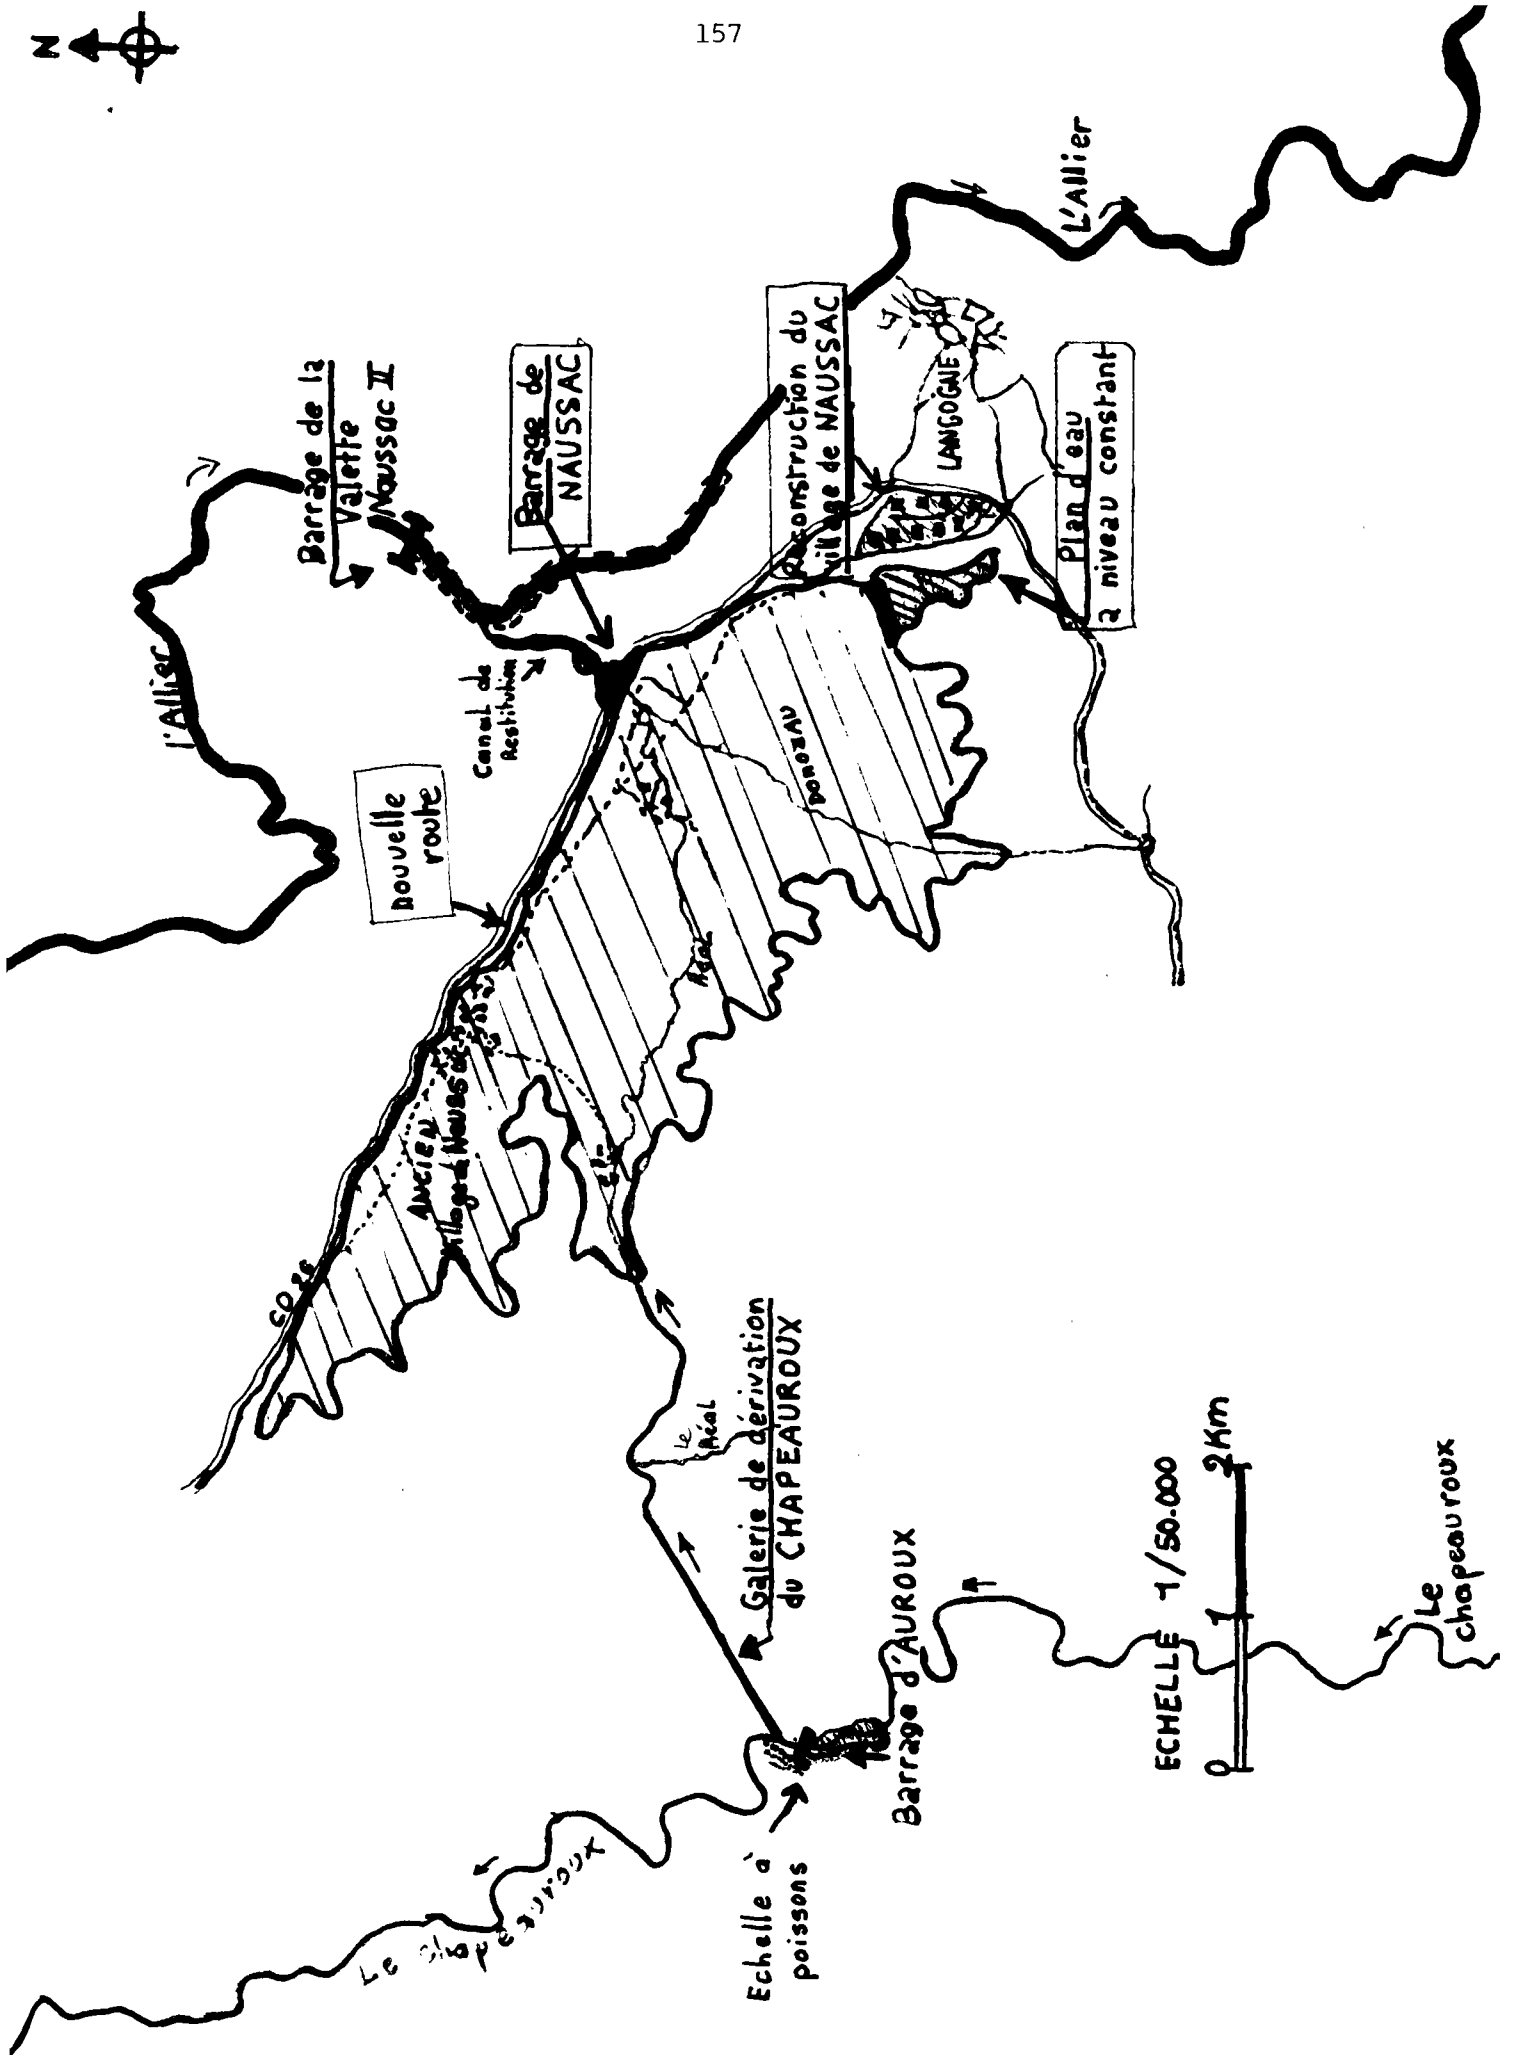 157
N
L'Allier
l'Allier
Barrage de la
Valette
Naussac II
Barrage de
NAUSSAC
Reconstruction du
village de NAUSSAC
LANGOGNE
Plan d'eau
a niveau constant
Canal de
Restitution
nouvelle
route
DONOZAU
Réal
ANCIEN
village de Naussac
CD 26
Le
Réal
Galerie de dérivation
du CHAPEAUROUX
Barrage d'AUROUX
Echelle à
poissons
Le chapeauroux
ECHELLE 1/50.000
0 1 2Km
Le
chapeauroux